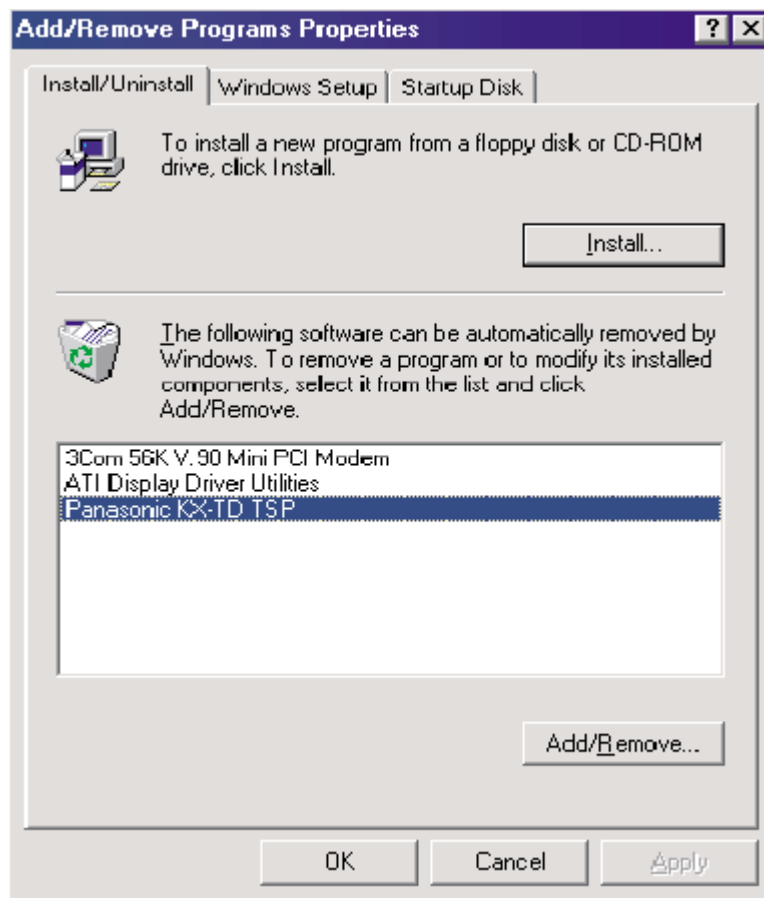 Add/Remove Programs Properties
Install/Uninstall
Windows Setup
Startup Disk
To install a new program from a floppy disk or CD-ROM
drive, click Install.
Install...
The following software can be automatically removed by
Windows. To remove a program or to modify its installed
components, select it from the list and click
Add/Remove.
3Com 56K V.90 Mini PCI Modem
ATI Display Driver Utilities
Panasonic KX-TD TSP
Add/Remove...
OK
Cancel
Apply